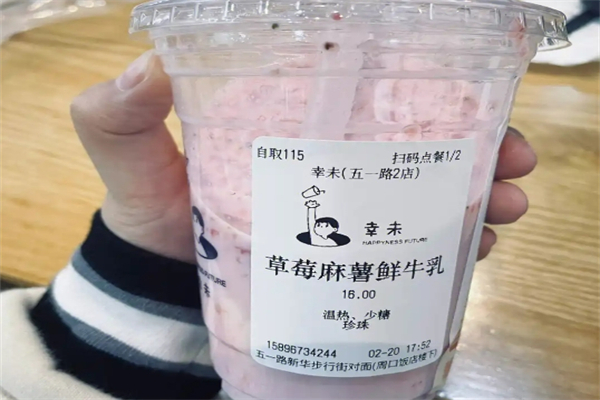 自取115 扫码点餐1/2
幸未(五一路2店)
幸未
HAPPYNESS FUTURE
草莓麻薯鲜牛乳
16.00
温热、少糖
珍珠
15896734244 02-20 17:52
五一路新华步行街对面(周口饭店楼下)